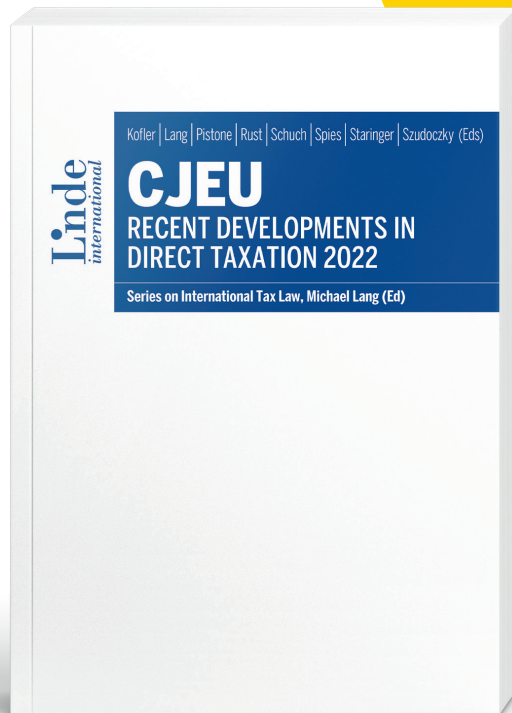 Kofler | Lang | Pistone | Rust | Schuch | Spies | Staringer | Szudoczky (Eds)
CJEU
RECENT DEVELOPMENTS IN
DIRECT TAXATION 2022
Series on International Tax Law, Michael Lang (Ed)
Linde
international